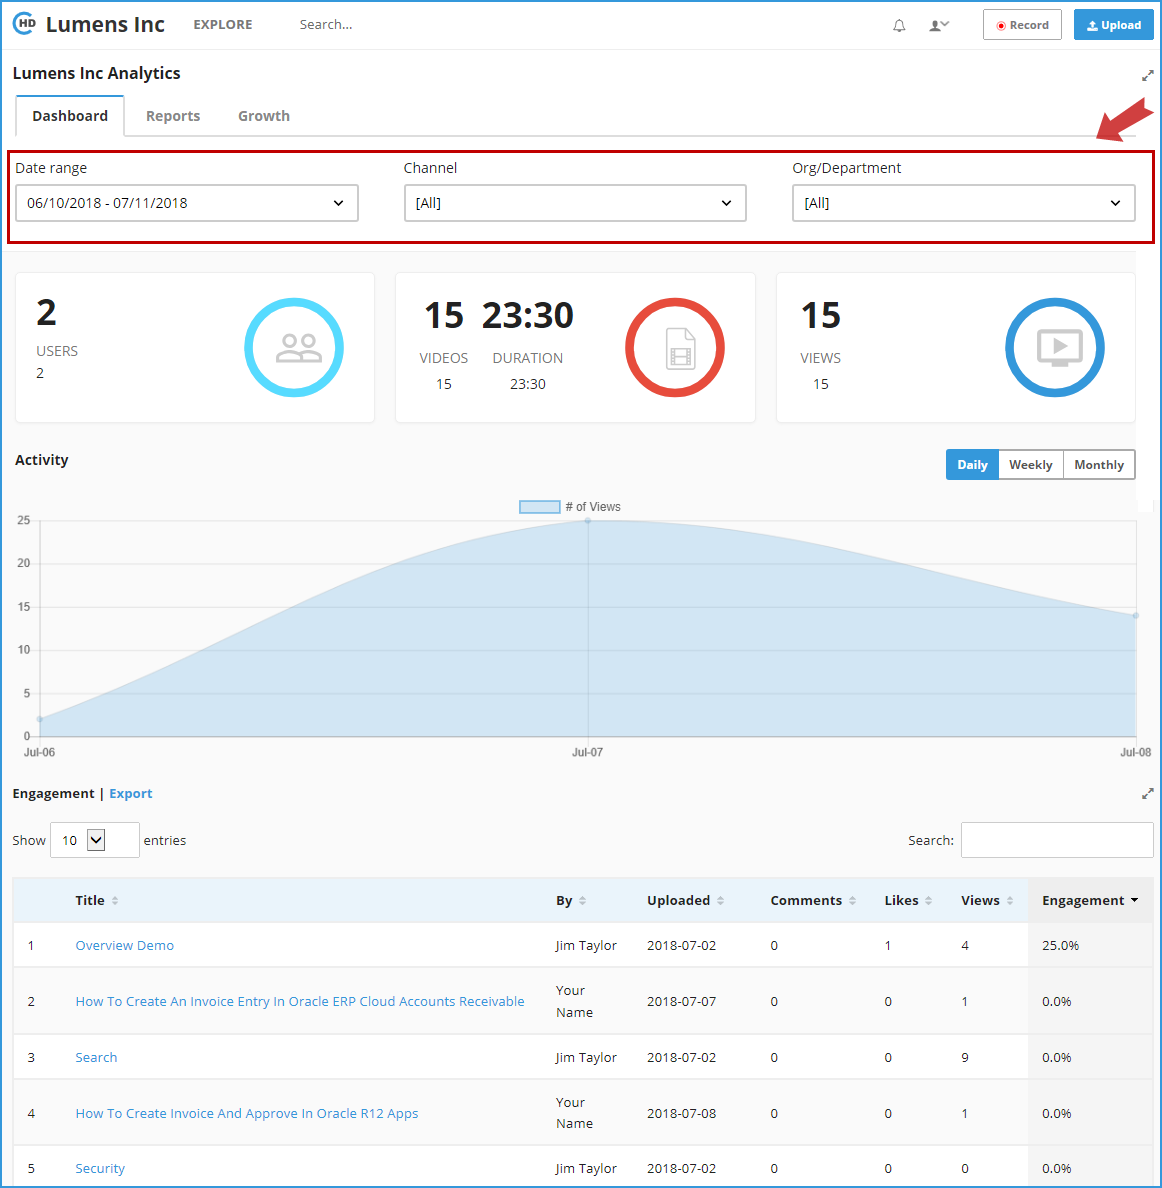 HD Lumens Inc EXPLORE Search... Record Upload
Lumens Inc Analytics
Dashboard Reports Growth
Date range Channel Org/Department
06/10/2018 - 07/11/2018 [All] [All]
2 15 23:30 15
USERS VIDEOS DURATION VIEWS
2 15 23:30 15
Activity Daily Weekly Monthly
# of Views
25
20
15
10
5
0
Jul-06 Jul-07 Jul-08
Engagement | Export
Show 10 entries Search:
Title By Uploaded Comments Likes Views Engagement
1 Overview Demo Jim Taylor 2018-07-02 0 1 4 25.0%
2 How To Create An Invoice Entry In Oracle ERP Cloud Accounts Receivable Your Name 2018-07-07 0 0 1 0.0%
3 Search Jim Taylor 2018-07-02 0 0 9 0.0%
4 How To Create Invoice And Approve In Oracle R12 Apps Your Name 2018-07-08 0 0 1 0.0%
5 Security Jim Taylor 2018-07-02 0 0 0 0.0%